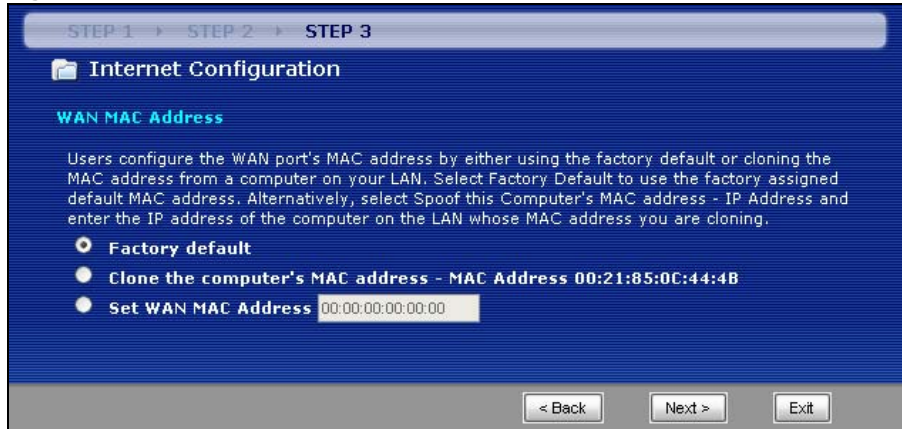 STEP 1 › STEP 2 › STEP 3
Internet Configuration
WAN MAC Address
Users configure the WAN port's MAC address by either using the factory default or cloning the
MAC address from a computer on your LAN. Select Factory Default to use the factory assigned
default MAC address. Alternatively, select Spoof this Computer's MAC address - IP Address and
enter the IP address of the computer on the LAN whose MAC address you are cloning.
Factory default
Clone the computer's MAC address - MAC Address 00:21:85:0C:44:4B
Set WAN MAC Address 00:00:00:00:00:00
< Back Next > Exit